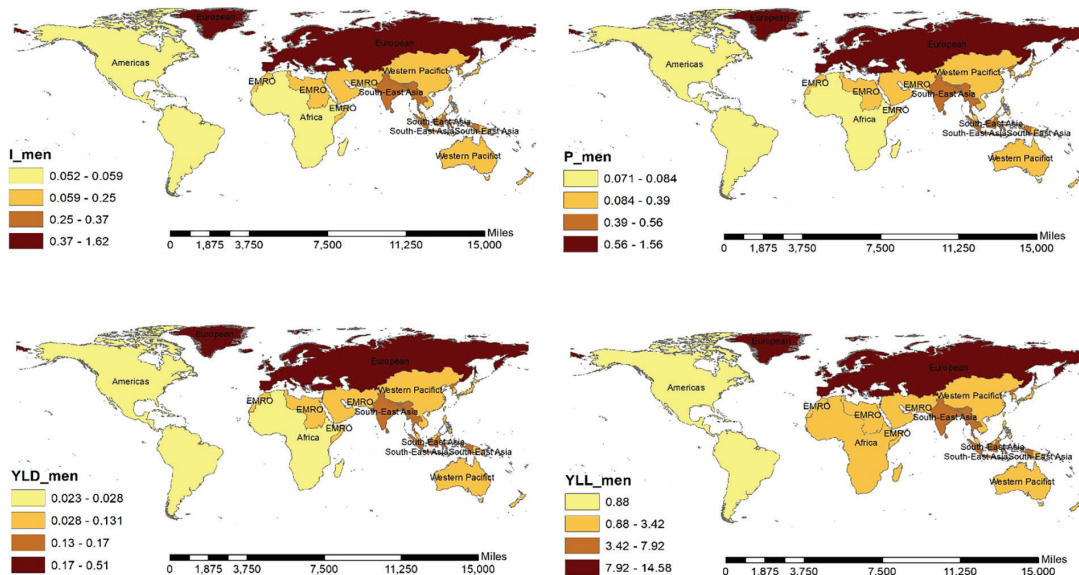 European
European
Americas
Western Pacifict
EMRO
EMRO
EMRO
South-East Asia
EMRO
Africa
South-East Asia
South-East Asia
South-East Asia
Western Pacifict
I_men
0.052 - 0.059
0.059 - 0.25
0.25 - 0.37
0.37 - 1.62
Miles
0 1,875 3,750 7,500 11,250 15,000
European
European
Americas
Western Pacifict
EMRO
EMRO
EMRO
South-East Asia
EMRO
Africa
South-East Asia
South-East Asia
South-East Asia
Western Pacifict
P_men
0.071 - 0.084
0.084 - 0.39
0.39 - 0.56
0.56 - 1.56
Miles
0 1,875 3,750 7,500 11,250 15,000
European
European
Americas
Western Pacifict
EMRO
EMRO
EMRO
South-East Asia
EMRO
Africa
South-East Asia
South-East Asia
South-East Asia
Western Pacifict
YLD_men
0.023 - 0.028
0.028 - 0.131
0.13 - 0.17
0.17 - 0.51
Miles
0 1,875 3,750 7,500 11,250 15,000
European
European
Americas
Western Pacifict
EMRO
EMRO
EMRO
South-East Asia
EMRO
Africa
South-East Asia
South-East Asia
South-East Asia
Western Pacifict
YLL_men
0.88
0.88 - 3.42
3.42 - 7.92
7.92 - 14.58
Miles
0 1,875 3,750 7,500 11,250 15,000